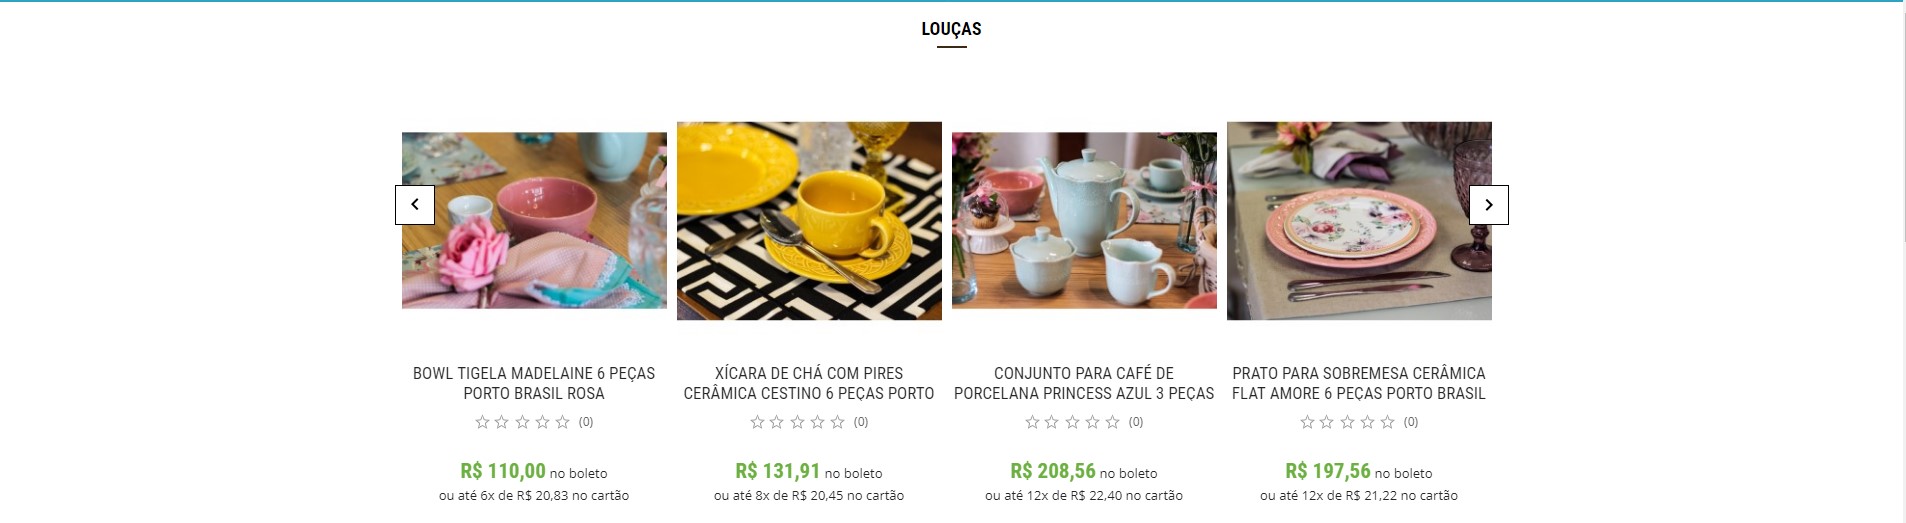 LOUÇAS
BOWL TIGELA MADELAINE 6 PEÇAS
PORTO BRASIL ROSA
(0)
R$ 110,00 no boleto
ou até 6x de R$ 20,83 no cartão
XÍCARA DE CHÁ COM PIRES
CERÂMICA CESTINO 6 PEÇAS PORTO
(0)
R$ 131,91 no boleto
ou até 8x de R$ 20,45 no cartão
CONJUNTO PARA CAFÉ DE
PORCELANA PRINCESS AZUL 3 PEÇAS
(0)
R$ 208,56 no boleto
ou até 12x de R$ 22,40 no cartão
PRATO PARA SOBREMESA CERÂMICA
FLAT AMORE 6 PEÇAS PORTO BRASIL
(0)
R$ 197,56 no boleto
ou até 12x de R$ 21,22 no cartão